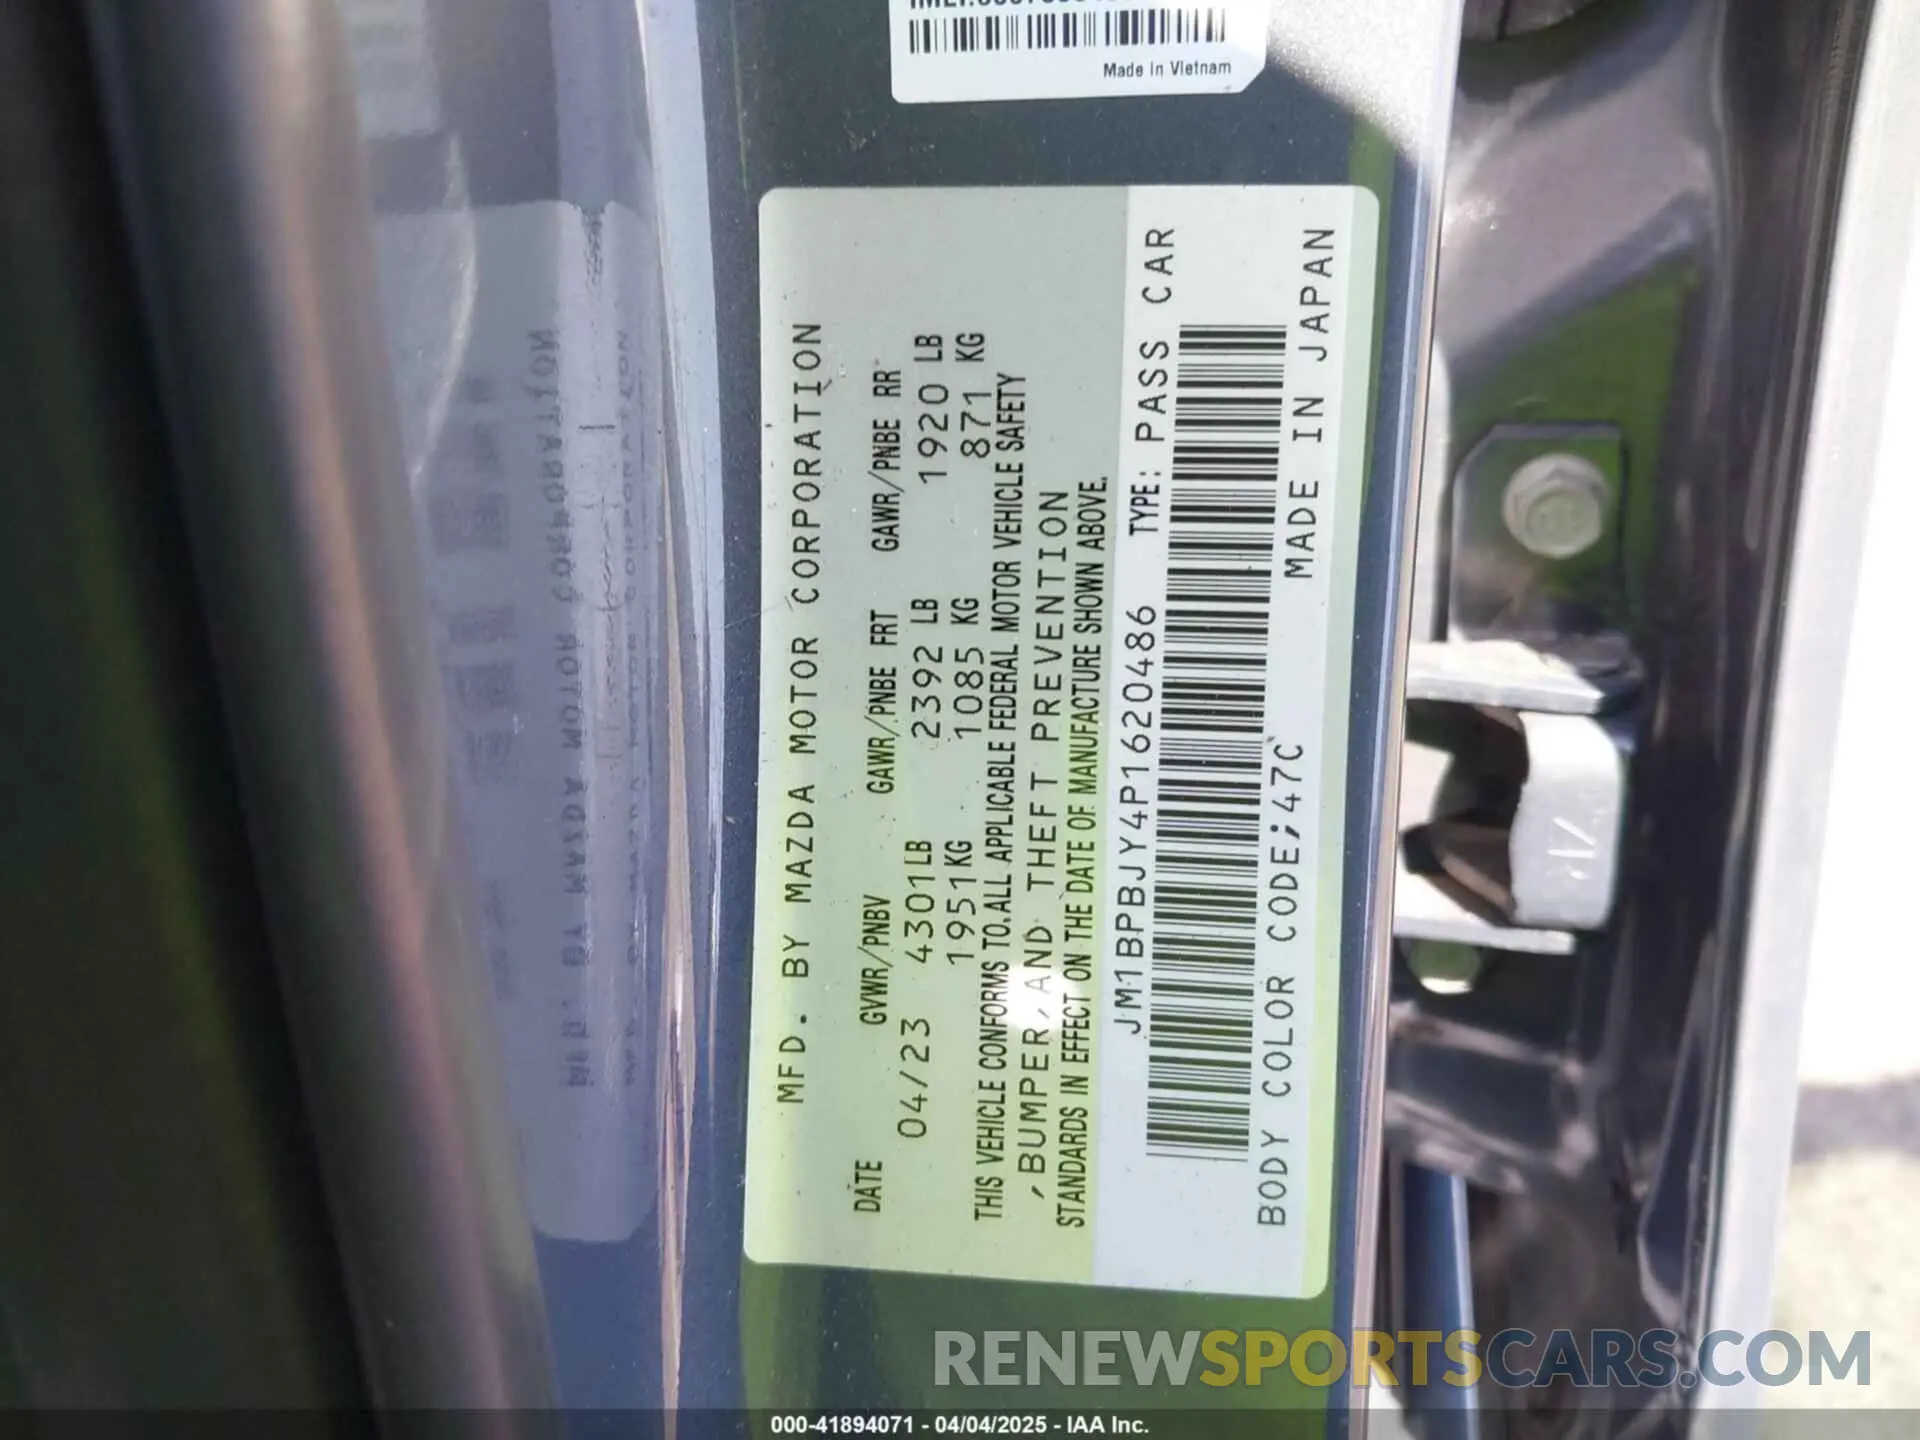 Made in Vietnam
MFD. BY MAZDA MOTOR CORPORATION
DATE GVWR/PNBV GAWR/PNBE FRT GAWR/PNBE RR
04/23 4301LB 2392 LB 1920 LB
1951KG 1085 KG 871 KG
THIS VEHICLE CONFORMS TO ALL APPLICABLE FEDERAL MOTOR VEHICLE SAFETY
,BUMPER,AND THEFT PREVENTION
STANDARDS IN EFFECT ON THE DATE OF MANUFACTURE SHOWN ABOVE.
JM1BPBJY4P1620486 TYPE: PASS CAR
BODY COLOR CODE;47C MADE IN JAPAN
RENEWSPORTSCARS.COM
000-41894071 - 04/04/2025 - IAA Inc.